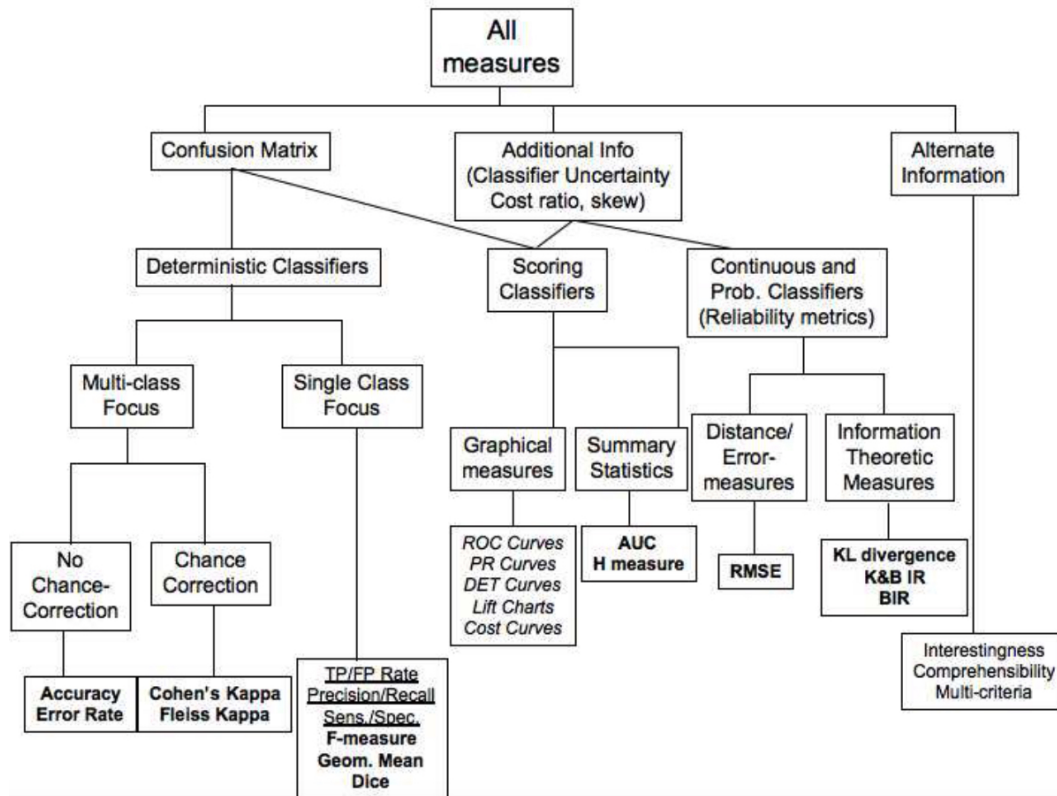 All
measures
Confusion Matrix
Additional Info
(Classifier Uncertainty
Cost ratio, skew)
Alternate
Information
Deterministic Classifiers
Scoring
Classifiers
Continuous and
Prob. Classifiers
(Reliability metrics)
Multi-class
Focus
Single Class
Focus
Graphical
measures
Summary
Statistics
Distance/
Error-
measures
Information
Theoretic
Measures
No
Chance-
Correction
Chance
Correction
ROC Curves
PR Curves
DET Curves
Lift Charts
Cost Curves
AUC
H measure
RMSE
KL divergence
K&B IR
BIR
Interestingness
Comprehensibility
Multi-criteria
Accuracy
Error Rate
Cohen's Kappa
Fleiss Kappa
TP/FP Rate
Precision/Recall
Sens./Spec.
F-measure
Geom. Mean
Dice